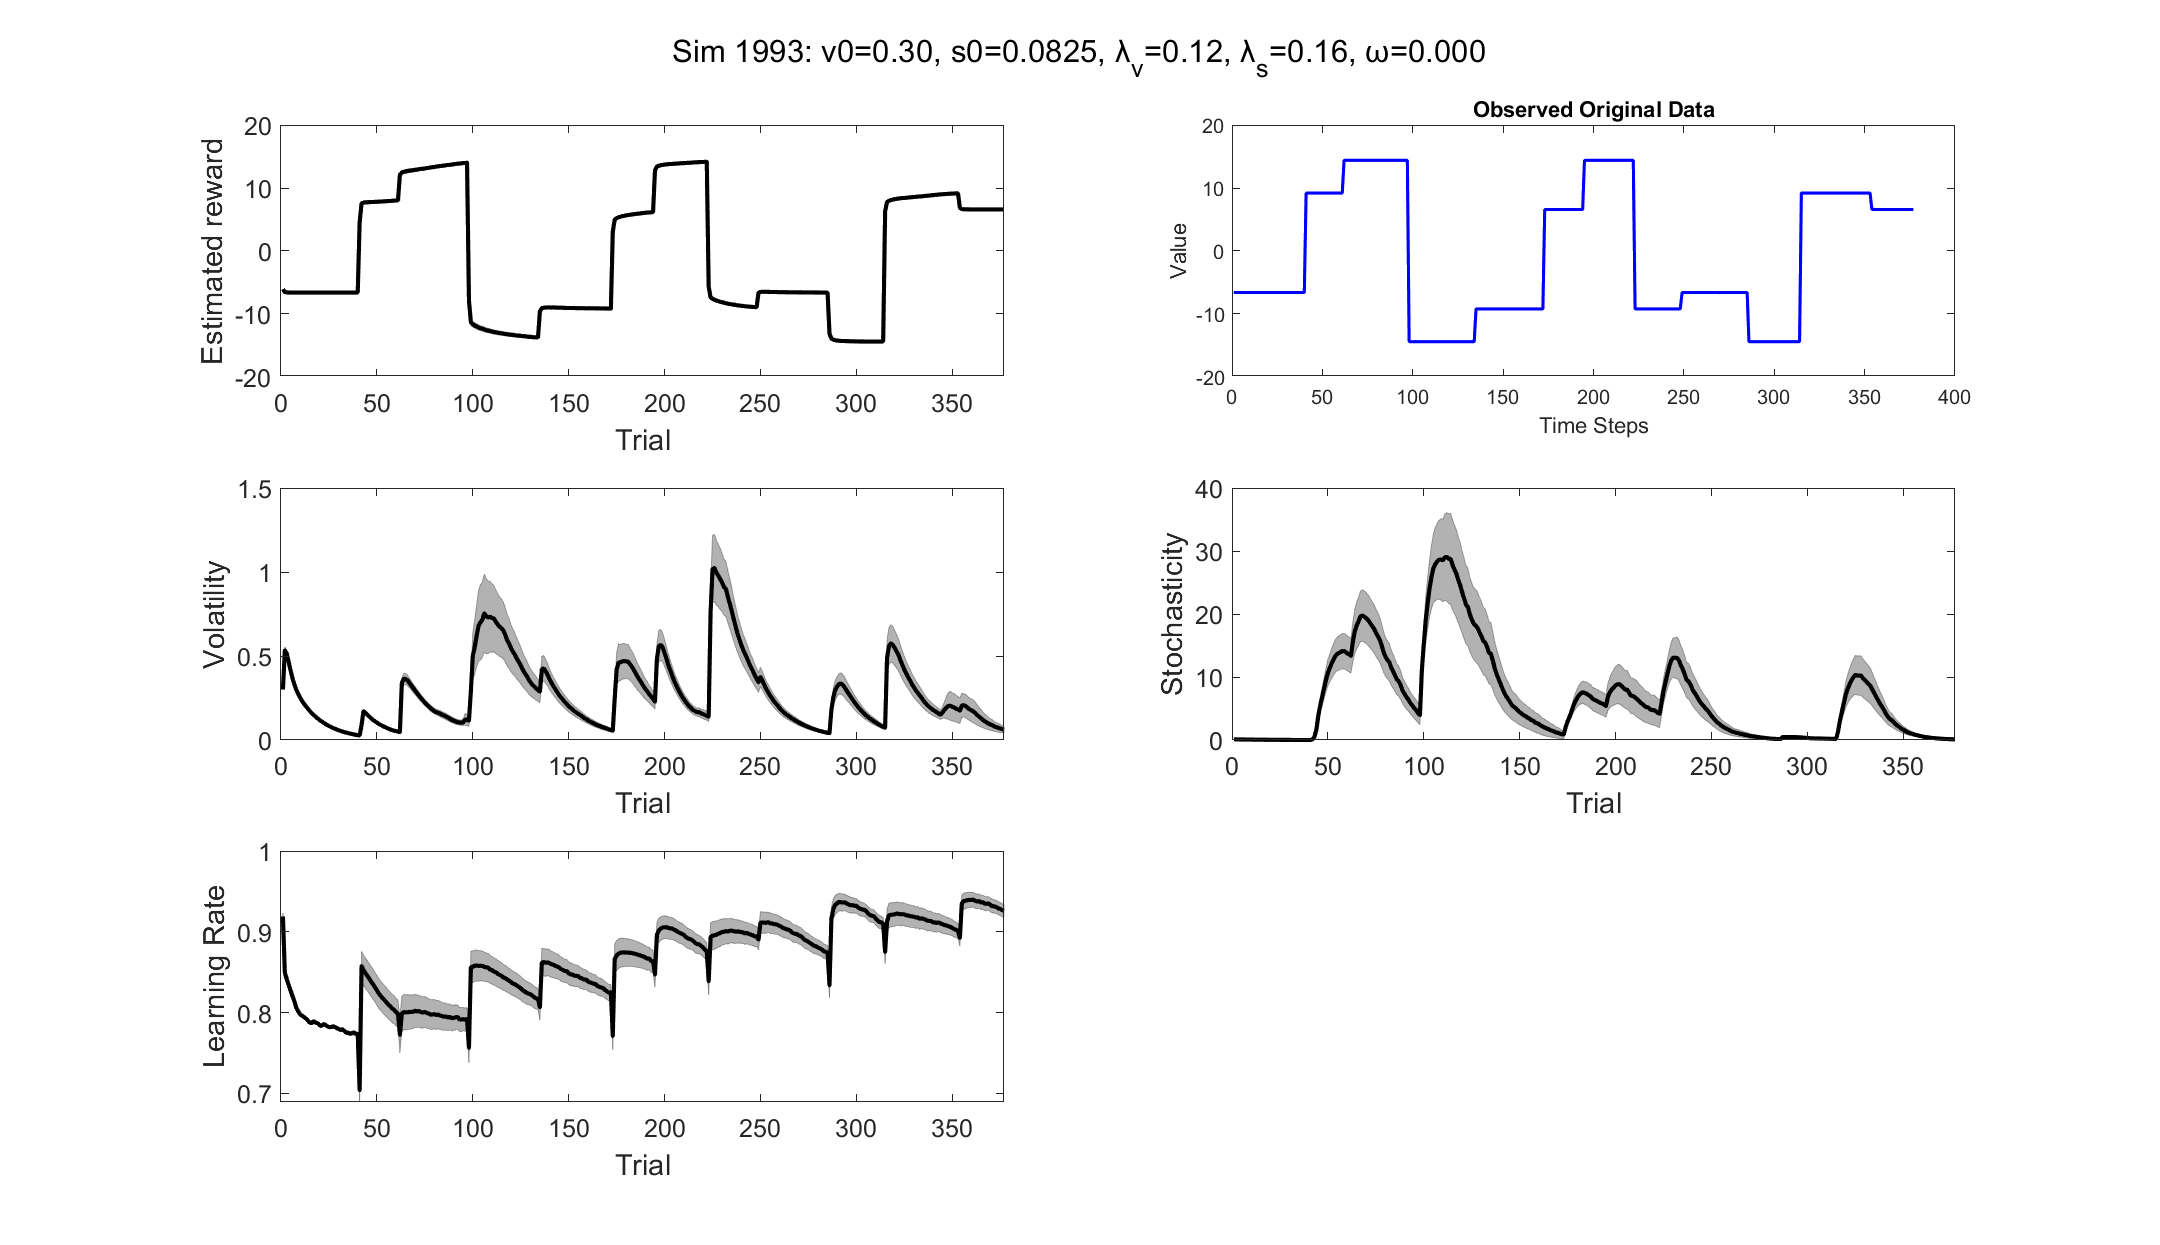 Sim 1993: v0=0.30, s0=0.0825, λv=0.12, λs=0.16, ω=0.000
Estimated reward
20
10
0
-10
-20
0 50 100 150 200 250 300 350
Trial
Observed Original Data
Value
20
10
0
-10
-20
0 50 100 150 200 250 300 350 400
Time Steps
Volatility
1.5
1
0.5
0
0 50 100 150 200 250 300 350
Trial
Stochasticity
40
30
20
10
0
0 50 100 150 200 250 300 350
Trial
Learning Rate
1
0.9
0.8
0.7
0 50 100 150 200 250 300 350
Trial